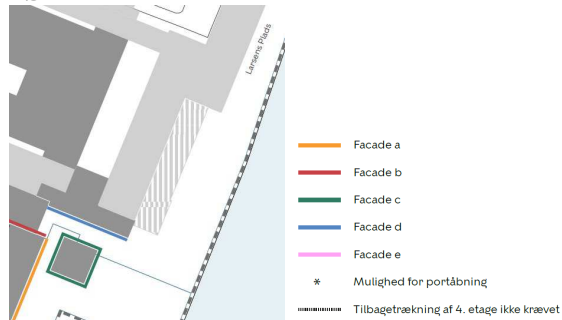 Larsens Plads
Facade a
Facade b
Facade c
Facade d
Facade e
* Mulighed for portåbning
Tilbagetrækning af 4. etage ikke krævet